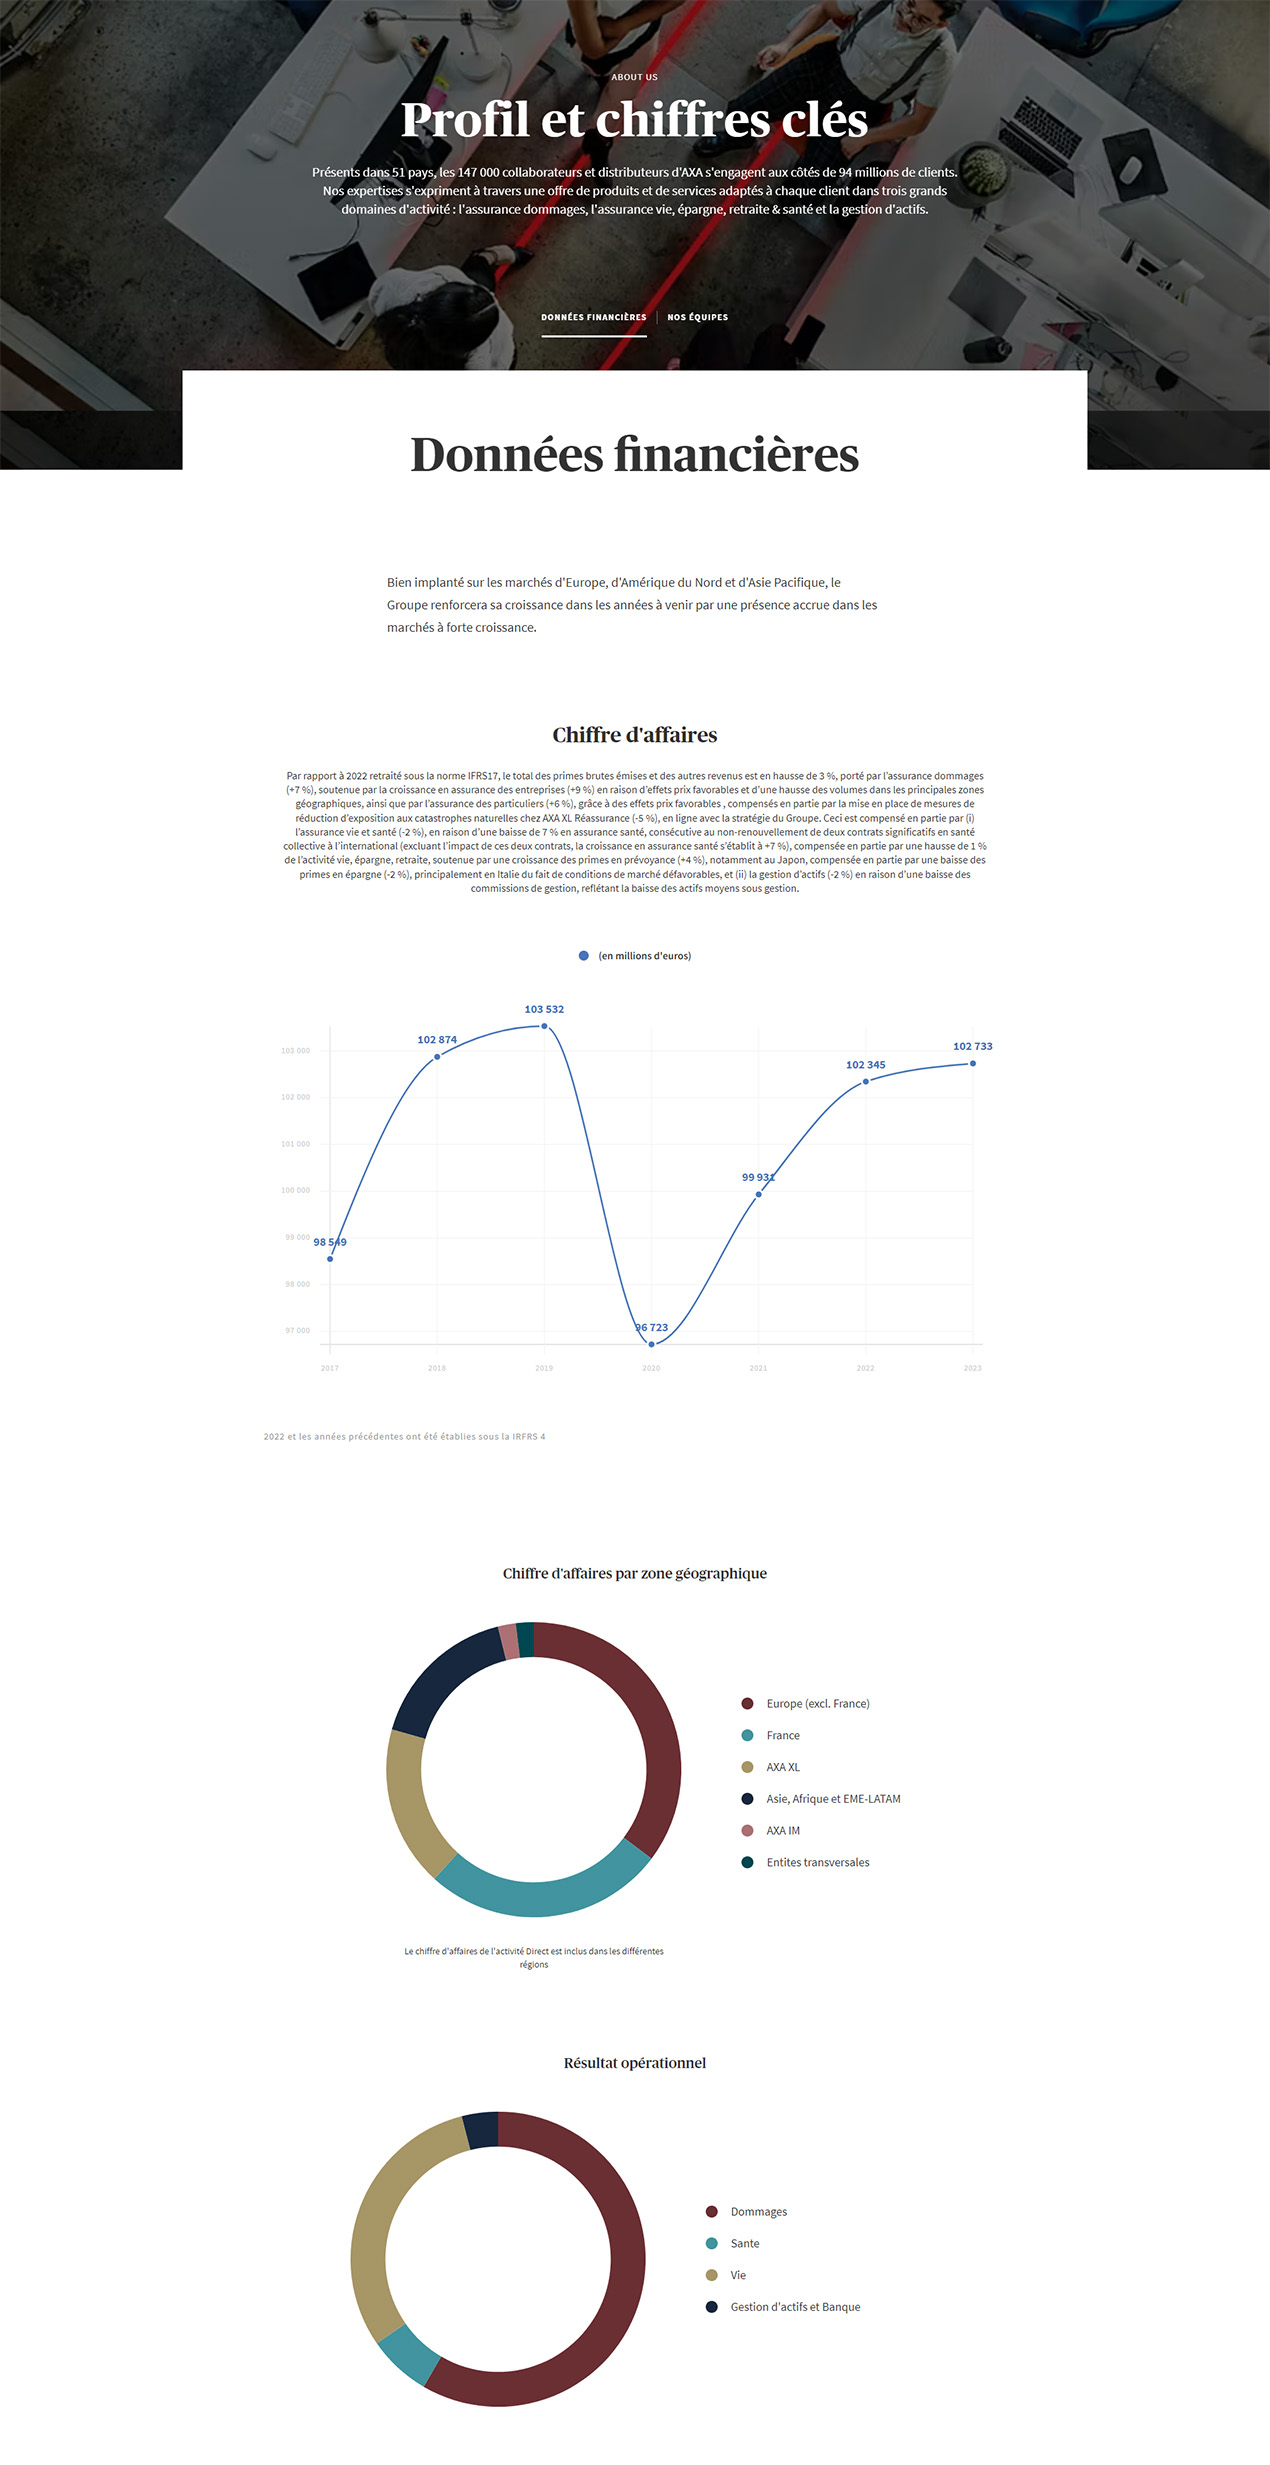 ABOUT US
Profil et chiffres clés
Présents dans 51 pays, les 147 000 collaborateurs et distributeurs d'AXA s'engagent aux côtés de 94 millions de clients.
Nos expertises s'expriment à travers une offre de produits et de services adaptés à chaque client dans trois grands
domaines d'activité : l'assurance dommages, l'assurance vie, épargne, retraite & santé et la gestion d'actifs.
DONNÉES FINANCIÈRES
NOS ÉQUIPES
Données financières
Bien implanté sur les marchés d'Europe, d'Amérique du Nord et d'Asie Pacifique, le
Groupe renforcera sa croissance dans les années à venir par une présence accrue dans les
marchés à forte croissance.
Chiffre d'affaires
Par rapport à 2022 retraité sous la norme IFRS17, le total des primes brutes émises et des autres revenus est en hausse de 3 %, porté par l'assurance dommages
(+7 %), soutenue par la croissance en assurance des entreprises (+9 %) en raison d'effets prix favorables et d'une hausse des volumes dans les principales zones
géographiques, ainsi que par l'assurance des particuliers (+6 %), grâce à des effets prix favorables , compensés en partie par la mise en place de mesures de
réduction d'exposition aux catastrophes naturelles chez AXA XL Réassurance (-5 %), en ligne avec la stratégie du Groupe. Ceci est compensé en partie par (i)
l'assurance vie et santé (-2 %), en raison d'une baisse de 7 % en assurance santé, consécutive au non-renouvellement de deux contrats significatifs en santé
collective à l'international (excluant l'impact de ces deux contrats, la croissance en assurance santé s'établit à +7 %), compensée en partie par une hausse de 1 %
de l'activité vie, épargne, retraite, soutenue par une croissance des primes en prévoyance (+4 %), notamment au Japon, compensée en partie par une baisse des
primes en épargne (-2 %), principalement en Italie du fait de conditions de marché défavorables, et (ii) la gestion d'actifs (-2 %) en raison d'une baisse des
commissions de gestion, reflétant la baisse des actifs moyens sous gestion.
(en millions d'euros)
103 532
102 874
102 733
103 000
102 345
102 000
101 000
99 931
100 000
99 000
98 549
98 000
96 723
97 000
2017 2018 2019 2020 2021 2022 2023
2022 et les années précédentes ont été établies sous la IRFRS 4
Chiffre d'affaires par zone géographique
Europe (excl. France)
France
AXA XL
Asie, Afrique et EME-LATAM
AXA IM
Entites transversales
Le chiffre d'affaires de l'activité Direct est inclus dans les différentes
régions
Résultat opérationnel
Dommages
Sante
Vie
Gestion d'actifs et Banque